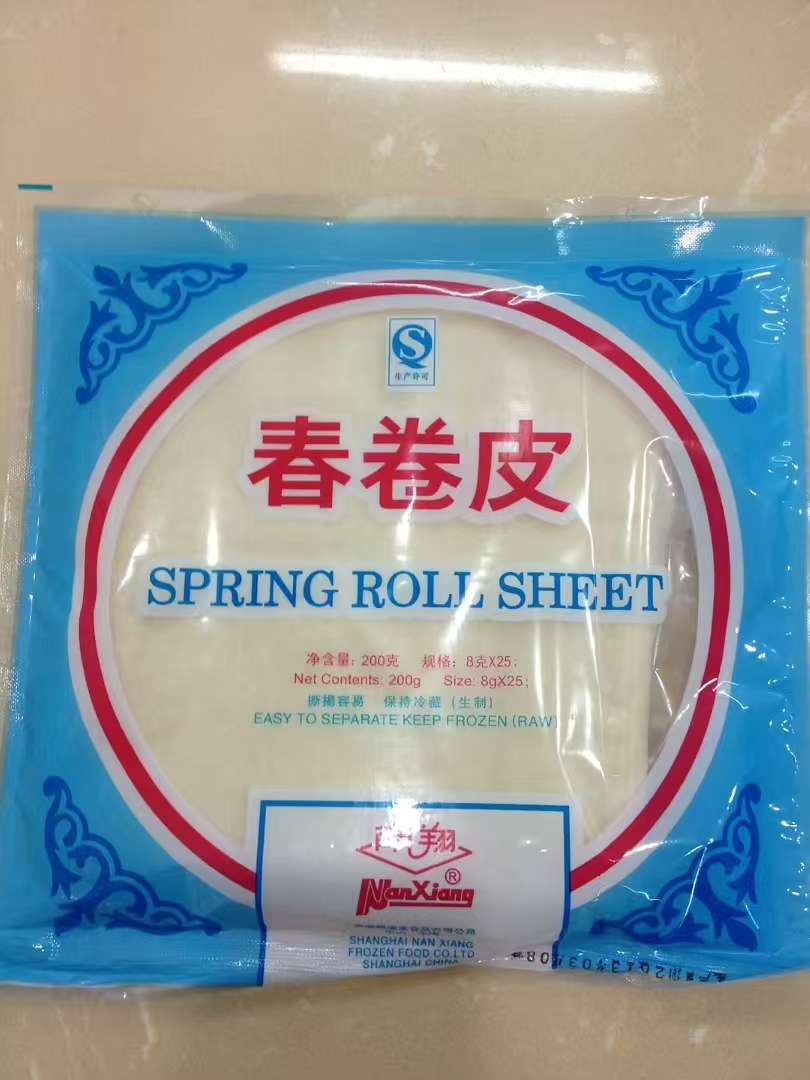 S
生产许可
春卷皮
SPRING ROLL SHEET
净含量：200克 规格：8克X25；
Net Contents: 200g Size: 8gX25;
撕揭容易 保持冷藏（生制）
EASY TO SEPARATE KEEP FROZEN (RAW)
翔
NanXiang®
SHANGHAI NAN XIANG
FROZEN FOOD CO.LTD
SHANGHAI CHINA